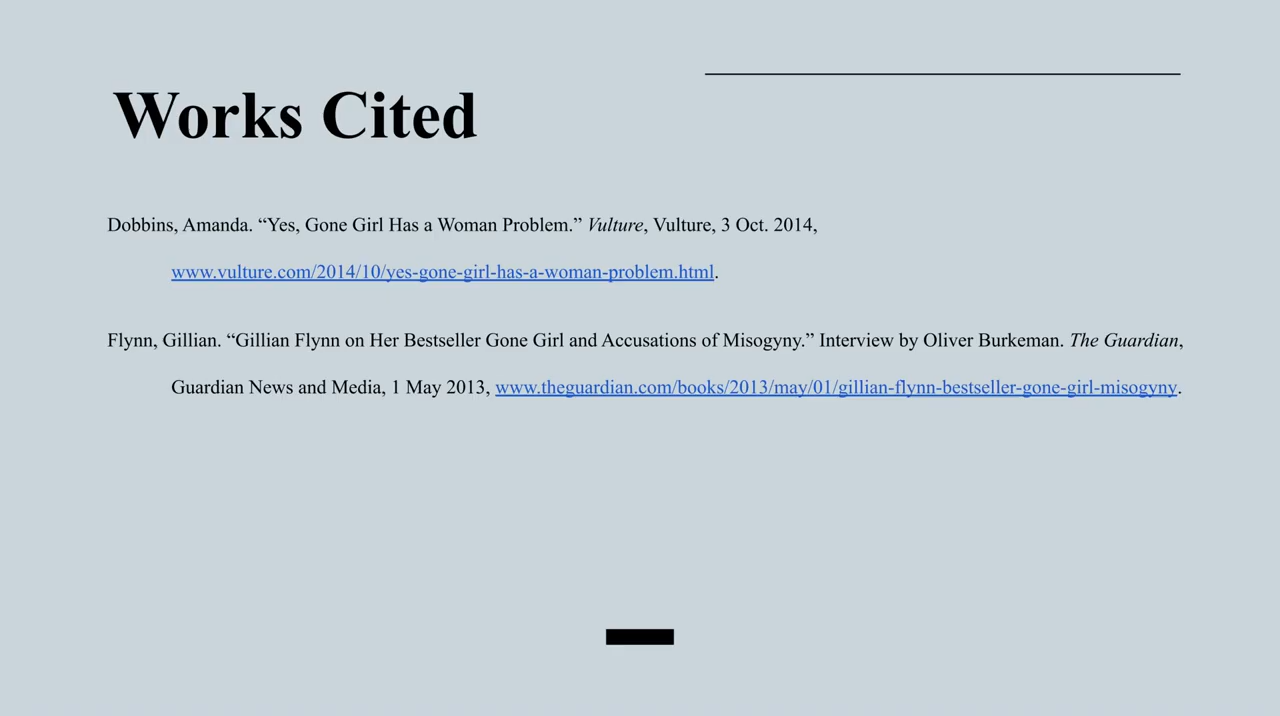 Works Cited
Dobbins, Amanda. “Yes, Gone Girl Has a Woman Problem.” Vulture, Vulture, 3 Oct. 2014,
www.vulture.com/2014/10/yes-gone-girl-has-a-woman-problem.html.
Flynn, Gillian. “Gillian Flynn on Her Bestseller Gone Girl and Accusations of Misogyny.” Interview by Oliver Burkeman. The Guardian,
Guardian News and Media, 1 May 2013, www.theguardian.com/books/2013/may/01/gillian-flynn-bestseller-gone-girl-misogyny.